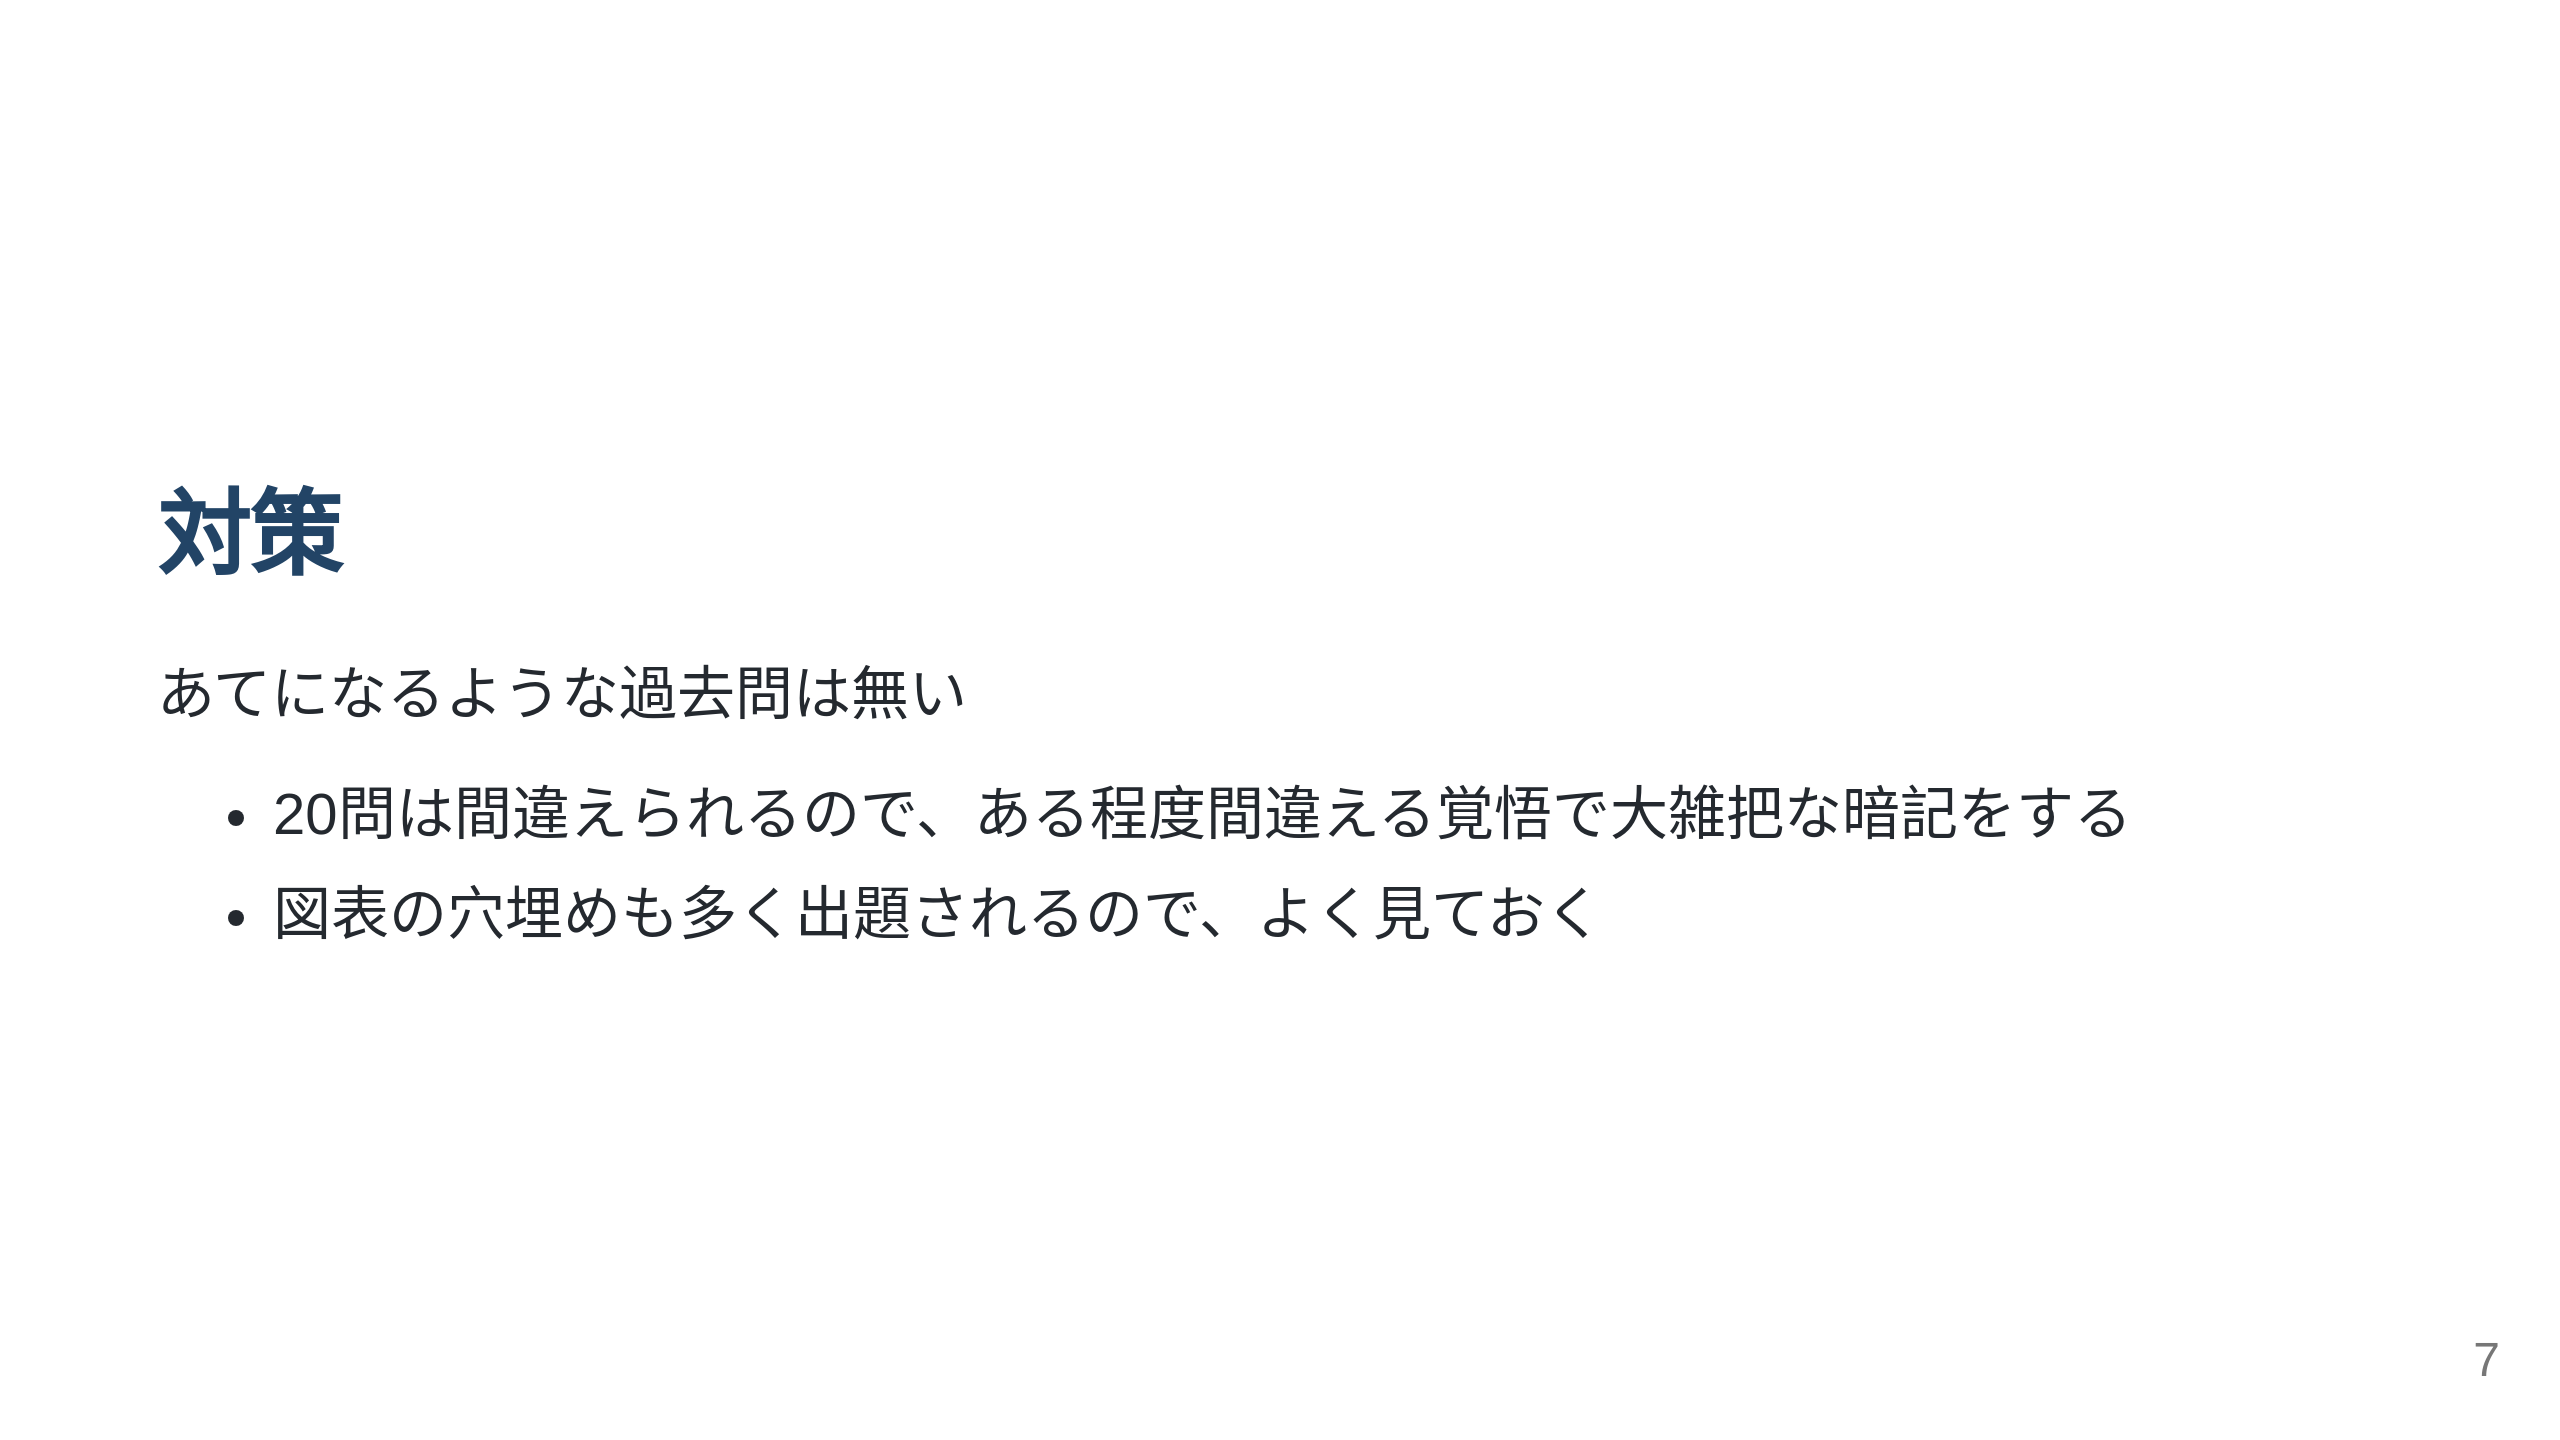 対策
あてになるような過去問は無い
• 20問は間違えられるので、ある程度間違える覚悟で大雑把な暗記をする
• 図表の穴埋めも多く出題されるので、よく見ておく
7